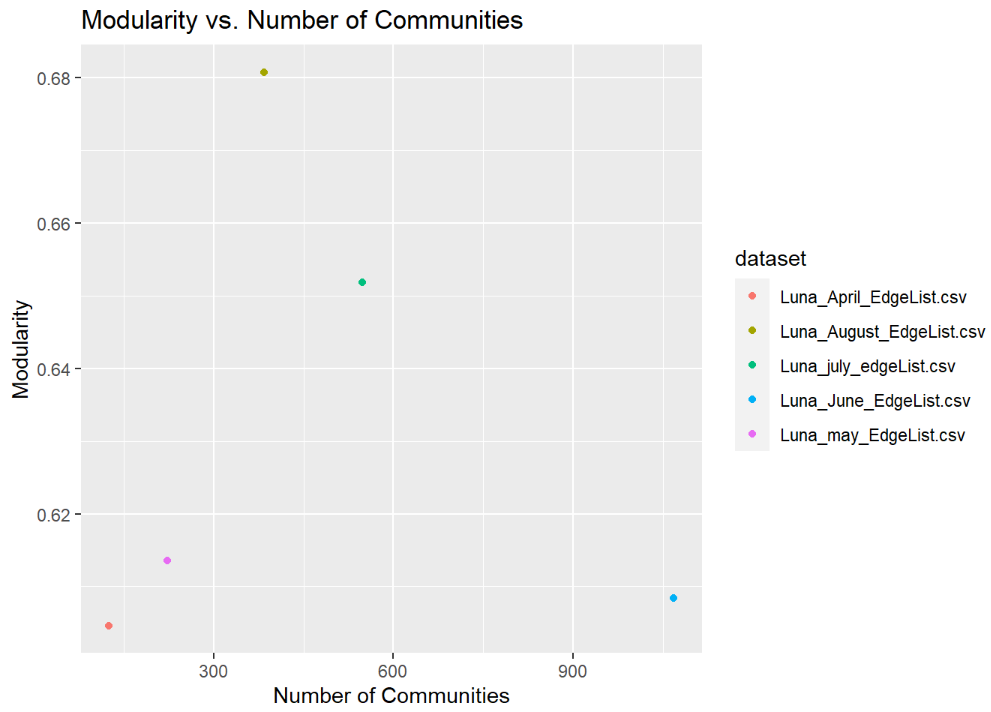 Modularity vs. Number of Communities
Modularity
0.68
0.66
0.64
0.62
300
600
900
Number of Communities
dataset
Luna_April_EdgeList.csv
Luna_August_EdgeList.csv
Luna_july_edgeList.csv
Luna_June_EdgeList.csv
Luna_may_EdgeList.csv